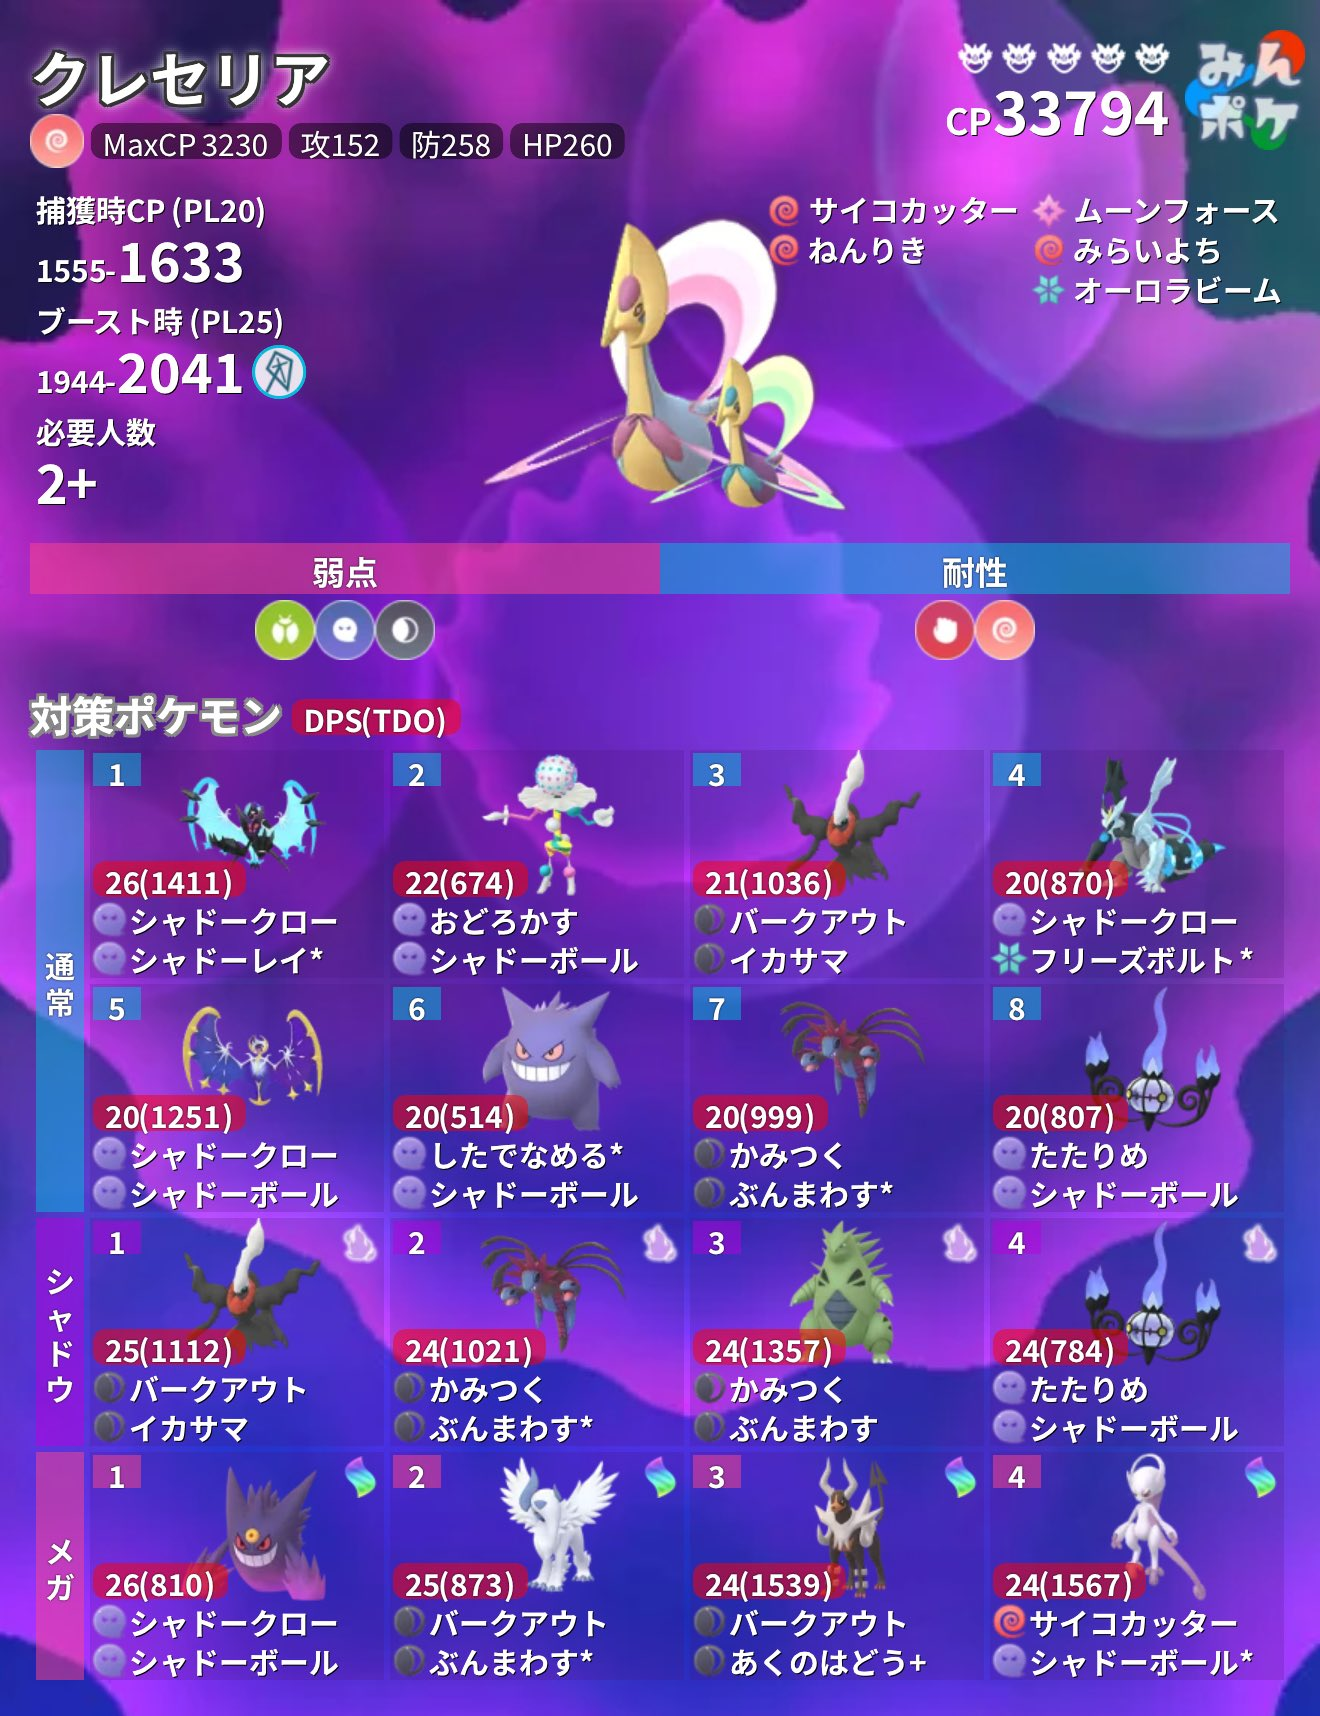 クレセリア
CP33794
みんポケ
MaxCP 3230 攻152 防258 HP260
捕獲時CP (PL20)
1555-1633
ブースト時 (PL25)
1944-2041
必要人数
2+
サイコカッター ムーンフォース
ねんりき みらいよち
オーロラビーム
弱点 耐性
対策ポケモン DPS(TDO)
通常
1 2 3 4
26(1411) 22(674) 21(1036) 20(870)
シャドークロー おどろかす バークアウト シャドークロー
シャドーレイ* シャドーボール イカサマ フリーズボルト*
5 6 7 8
20(1251) 20(514) 20(999) 20(807)
シャドークロー したでなめる* かみつく たたりめ
シャドーボール シャドーボール ぶんまわす* シャドーボール
シャドウ
1 2 3 4
25(1112) 24(1021) 24(1357) 24(784)
バークアウト かみつく かみつく たたりめ
イカサマ ぶんまわす* ぶんまわす シャドーボール
メガ
1 2 3 4
26(810) 25(873) 24(1539) 24(1567)
シャドークロー バークアウト バークアウト サイコカッター
シャドーボール ぶんまわす* あくのはどう+ シャドーボール*